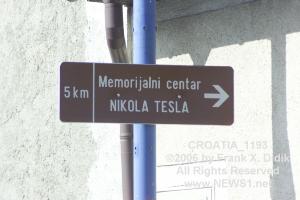 5 km
Memorijalni centar
NIKOLA TESLA
CROATIA_1193
©2006 by Frank X. Didik
All Rights Reserved
www.NEWS1.net